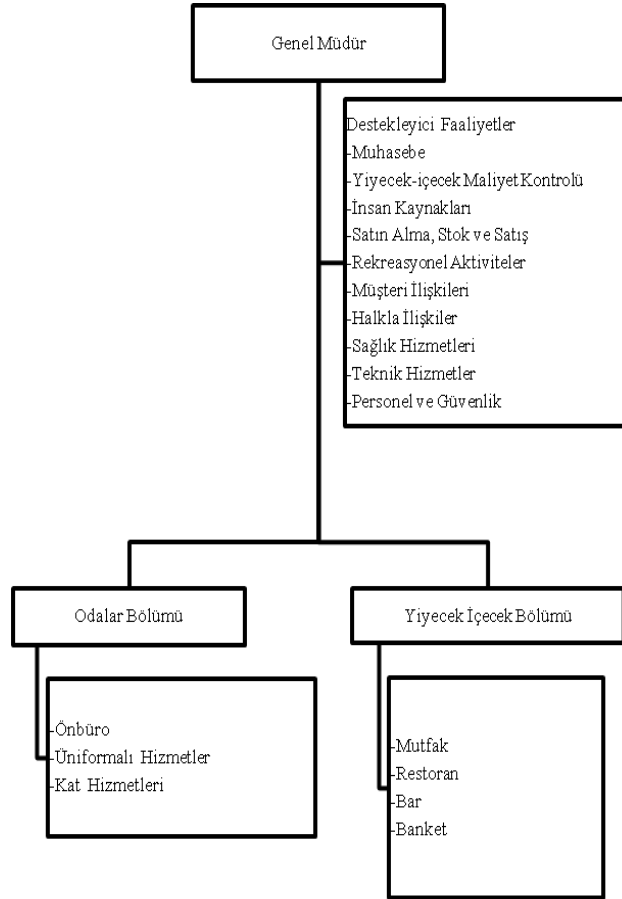 Genel Müdür
Destekleyici Faaliyetler
-Muhasebe
-Yiyecek-içecek Maliyet Kontrolü
-İnsan Kaynakları
-Satın Alma, Stok ve Satış
-Rekreasyonel Aktiviteler
-Müşteri İlişkileri
-Halkla İlişkiler
-Sağlık Hizmetleri
-Teknik Hizmetler
-Personel ve Güvenlik
Odalar Bölümü
-Önbüro
-Üniformalı Hizmetler
-Kat Hizmetleri
Yiyecek İçecek Bölümü
-Mutfak
-Restoran
-Bar
-Banket